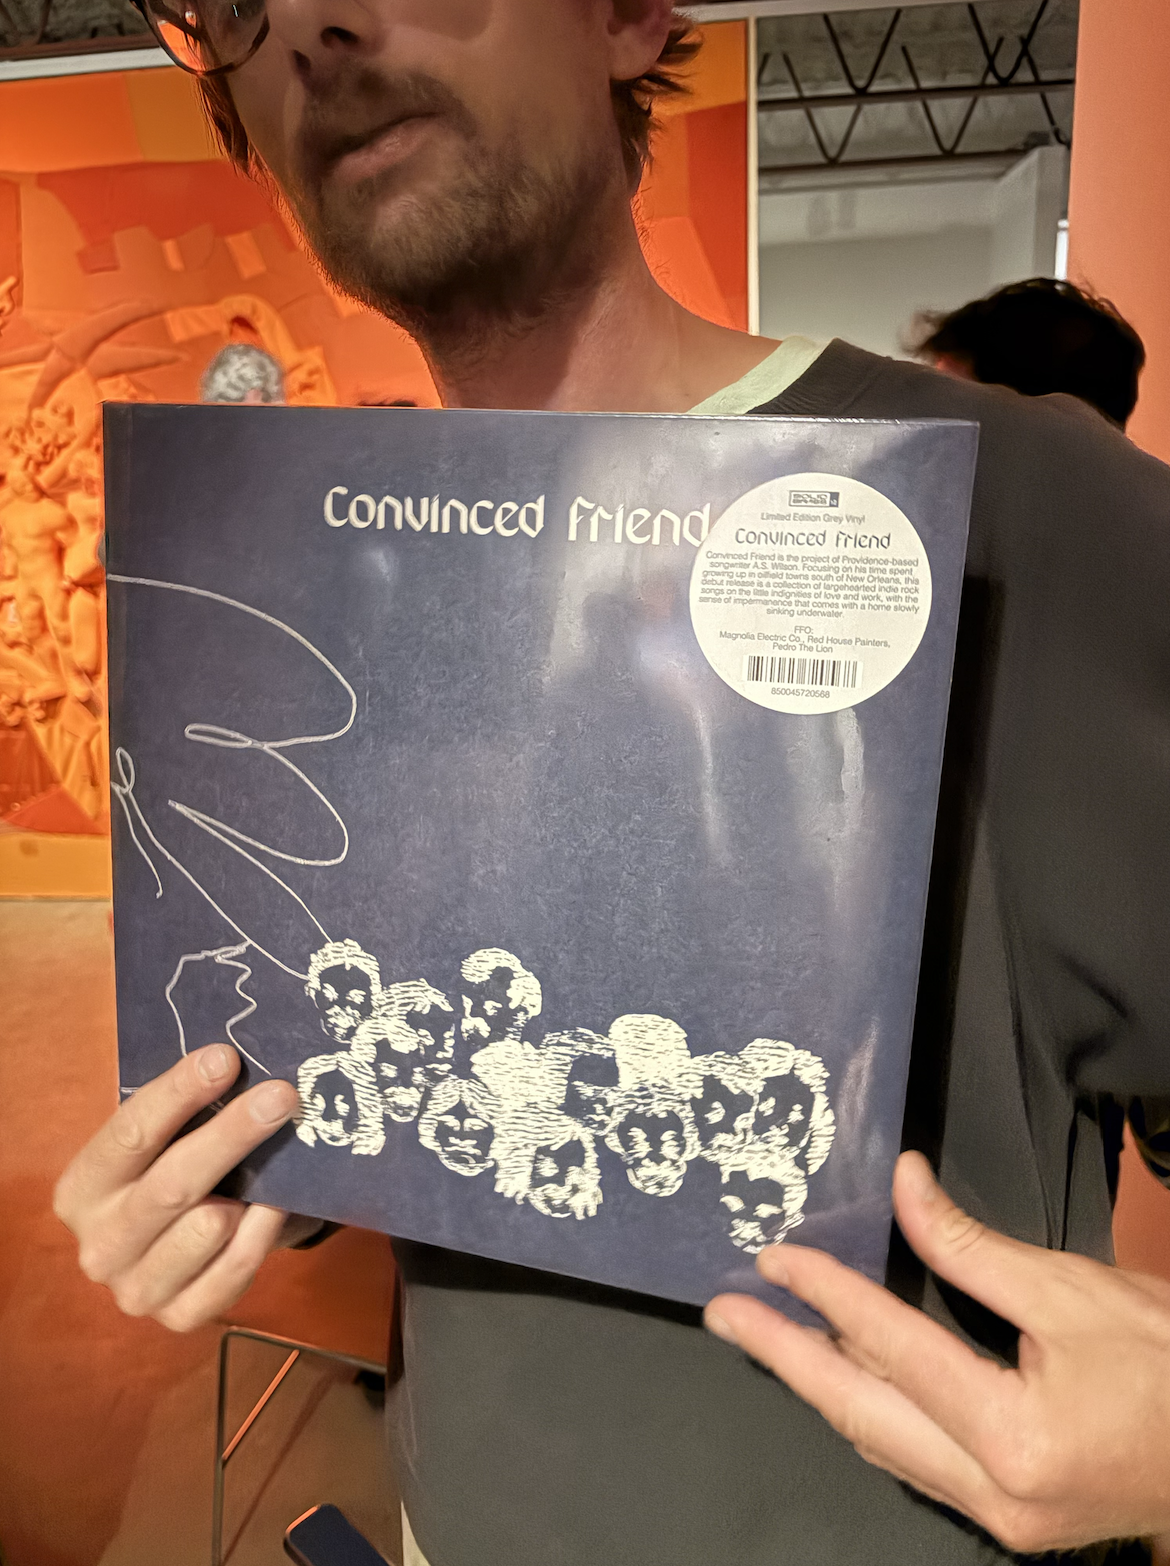 Convinced Friend
Limited Edition Grey Vinyl
Convinced Friend
Convinced Friend is the project of Providence-based
songwriter A.S. Wilson. Focusing on his time spent
growing up in oilfield towns south of New Orleans, this
debut release is a collection of largehearted indie rock
songs on the little indignities of love and work, with the
sense of impermanence that comes with a home slowly
sinking underwater.
FFO:
Magnolia Electric Co., Red House Painters,
Pedro The Lion
850045720568